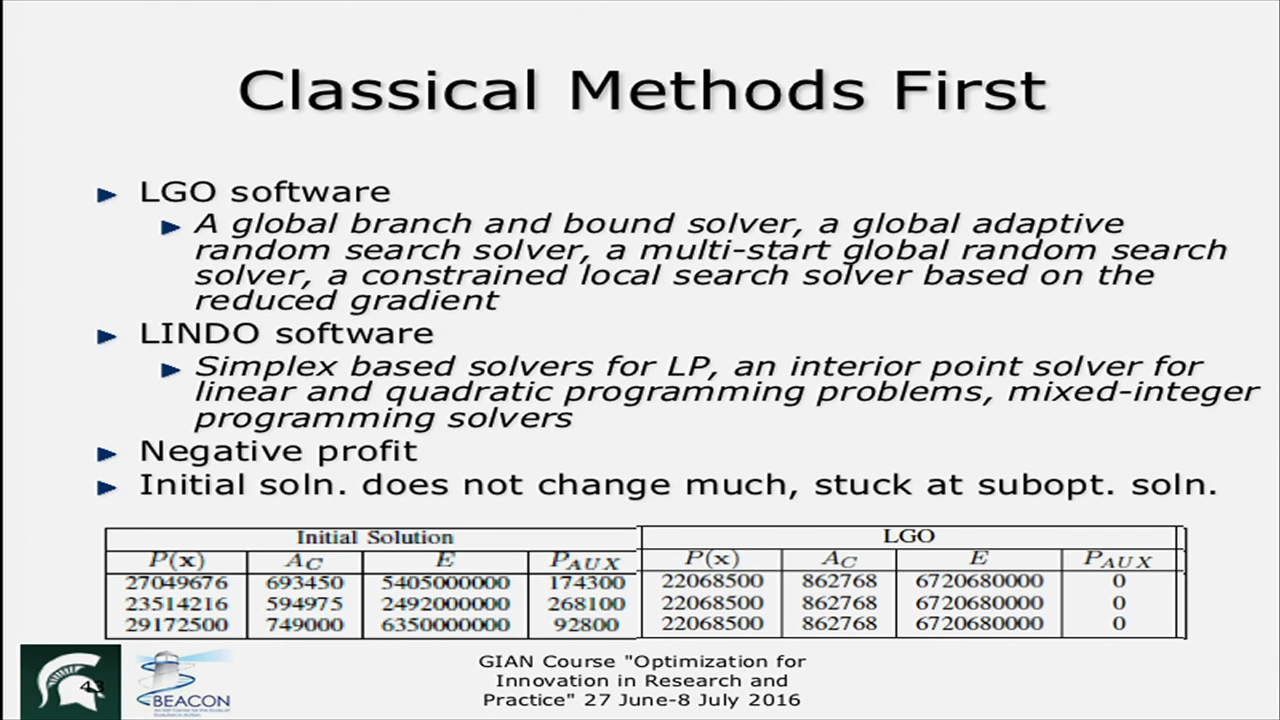 Classical Methods First
LGO software
A global branch and bound solver, a global adaptive
random search solver, a multi-start global random search
solver, a constrained local search solver based on the
reduced gradient
LINDO software
Simplex based solvers for LP, an interior point solver for
linear and quadratic programming problems, mixed-integer
programming solvers
Negative profit
Initial soln. does not change much, stuck at subopt. soln.
Initial Solution LGO
P(x) A_C E P_AUX P(x) A_C E P_AUX
27049676 693450 5405000000 174300 22068500 862768 6720680000 0
23514216 594975 2492000000 268100 22068500 862768 6720680000 0
29172500 749000 6350000000 92800 22068500 862768 6720680000 0
GIAN Course "Optimization for
Innovation in Research and
Practice" 27 June-8 July 2016
43
BEACON